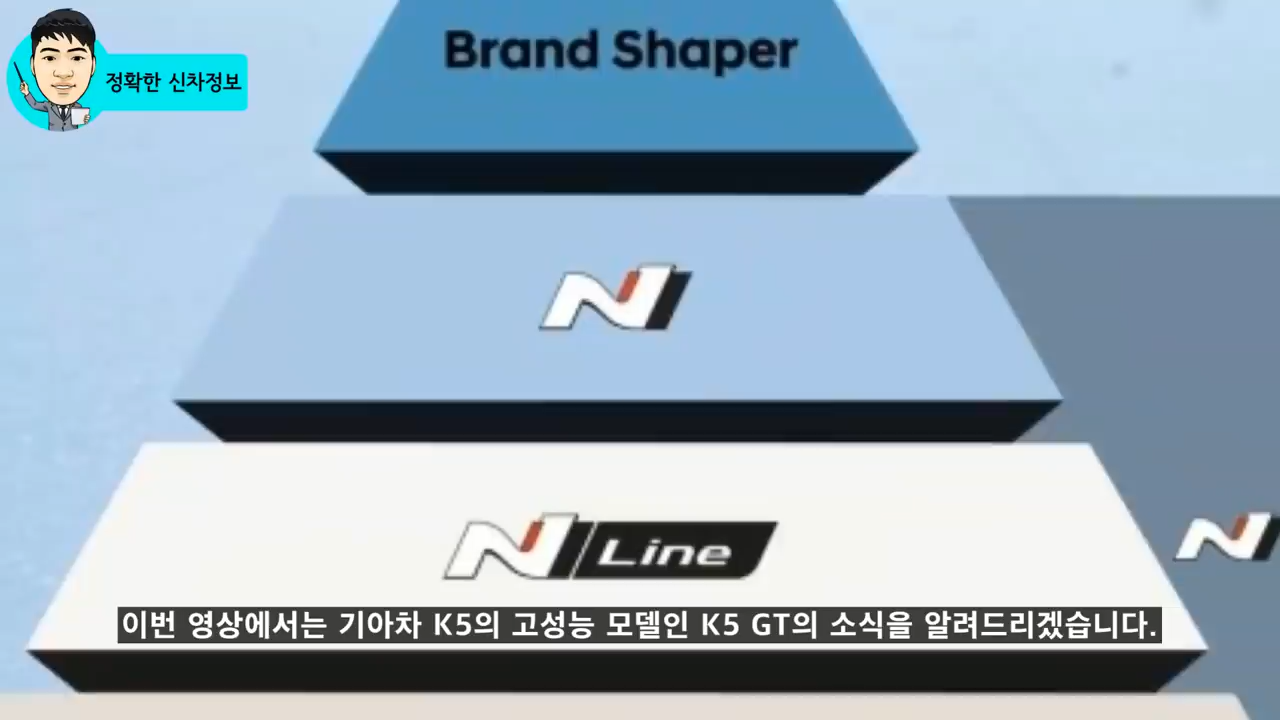 Brand Shaper
정확한 신차정보
N
N Line
N
이번 영상에서는 기아차 K5의 고성능 모델인 K5 GT의 소식을 알려드리겠습니다.